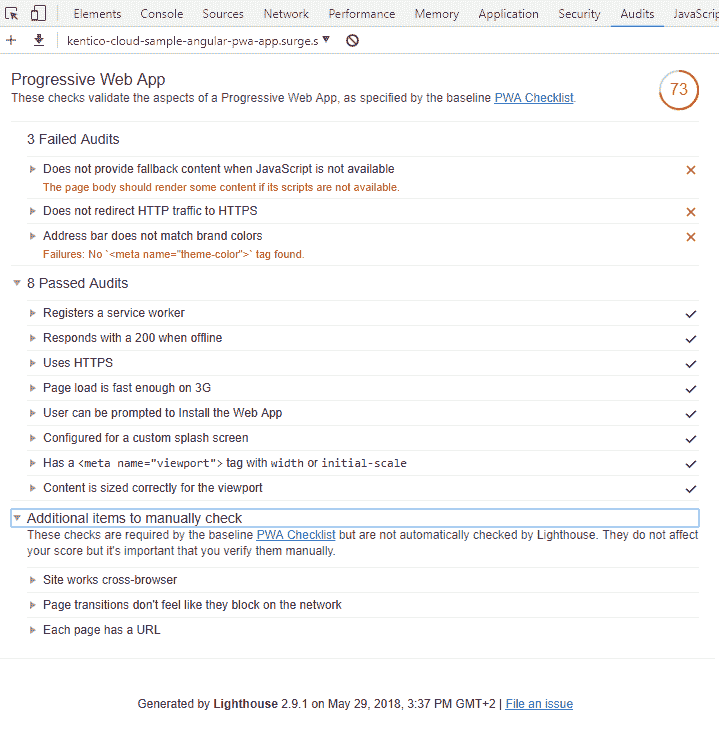 Elements Console Sources Network Performance Memory Application Security Audits JavaScri
kentico-cloud-sample-angular-pwa-app.surge.s
Progressive Web App
These checks validate the aspects of a Progressive Web App, as specified by the baseline PWA Checklist.
73
3 Failed Audits
Does not provide fallback content when JavaScript is not available
The page body should render some content if its scripts are not available.
Does not redirect HTTP traffic to HTTPS
Address bar does not match brand colors
Failures: No `<meta name="theme-color">` tag found.
8 Passed Audits
Registers a service worker
Responds with a 200 when offline
Uses HTTPS
Page load is fast enough on 3G
User can be prompted to Install the Web App
Configured for a custom splash screen
Has a <meta name="viewport"> tag with width or initial-scale
Content is sized correctly for the viewport
Additional items to manually check
These checks are required by the baseline PWA Checklist but are not automatically checked by Lighthouse. They do not affect
your score but it's important that you verify them manually.
Site works cross-browser
Page transitions don't feel like they block on the network
Each page has a URL
Generated by Lighthouse 2.9.1 on May 29, 2018, 3:37 PM GMT+2 | File an issue